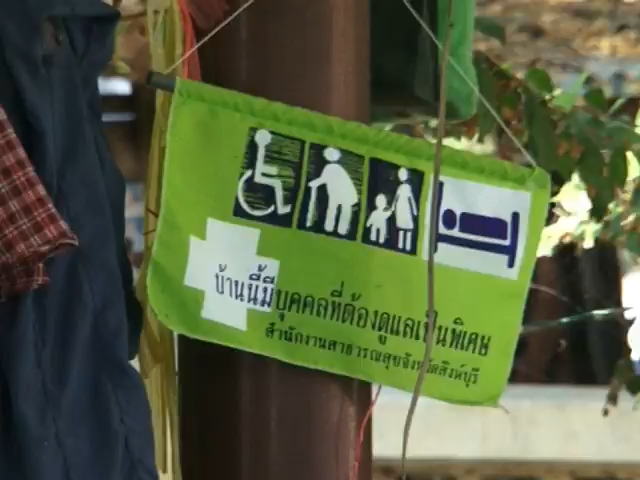 บ้านนี้มีบุคคลที่ต้องดูแลเป็นพิเศษ
สำนักงานสาธารณสุขจังหวัดสิงห์บุรี